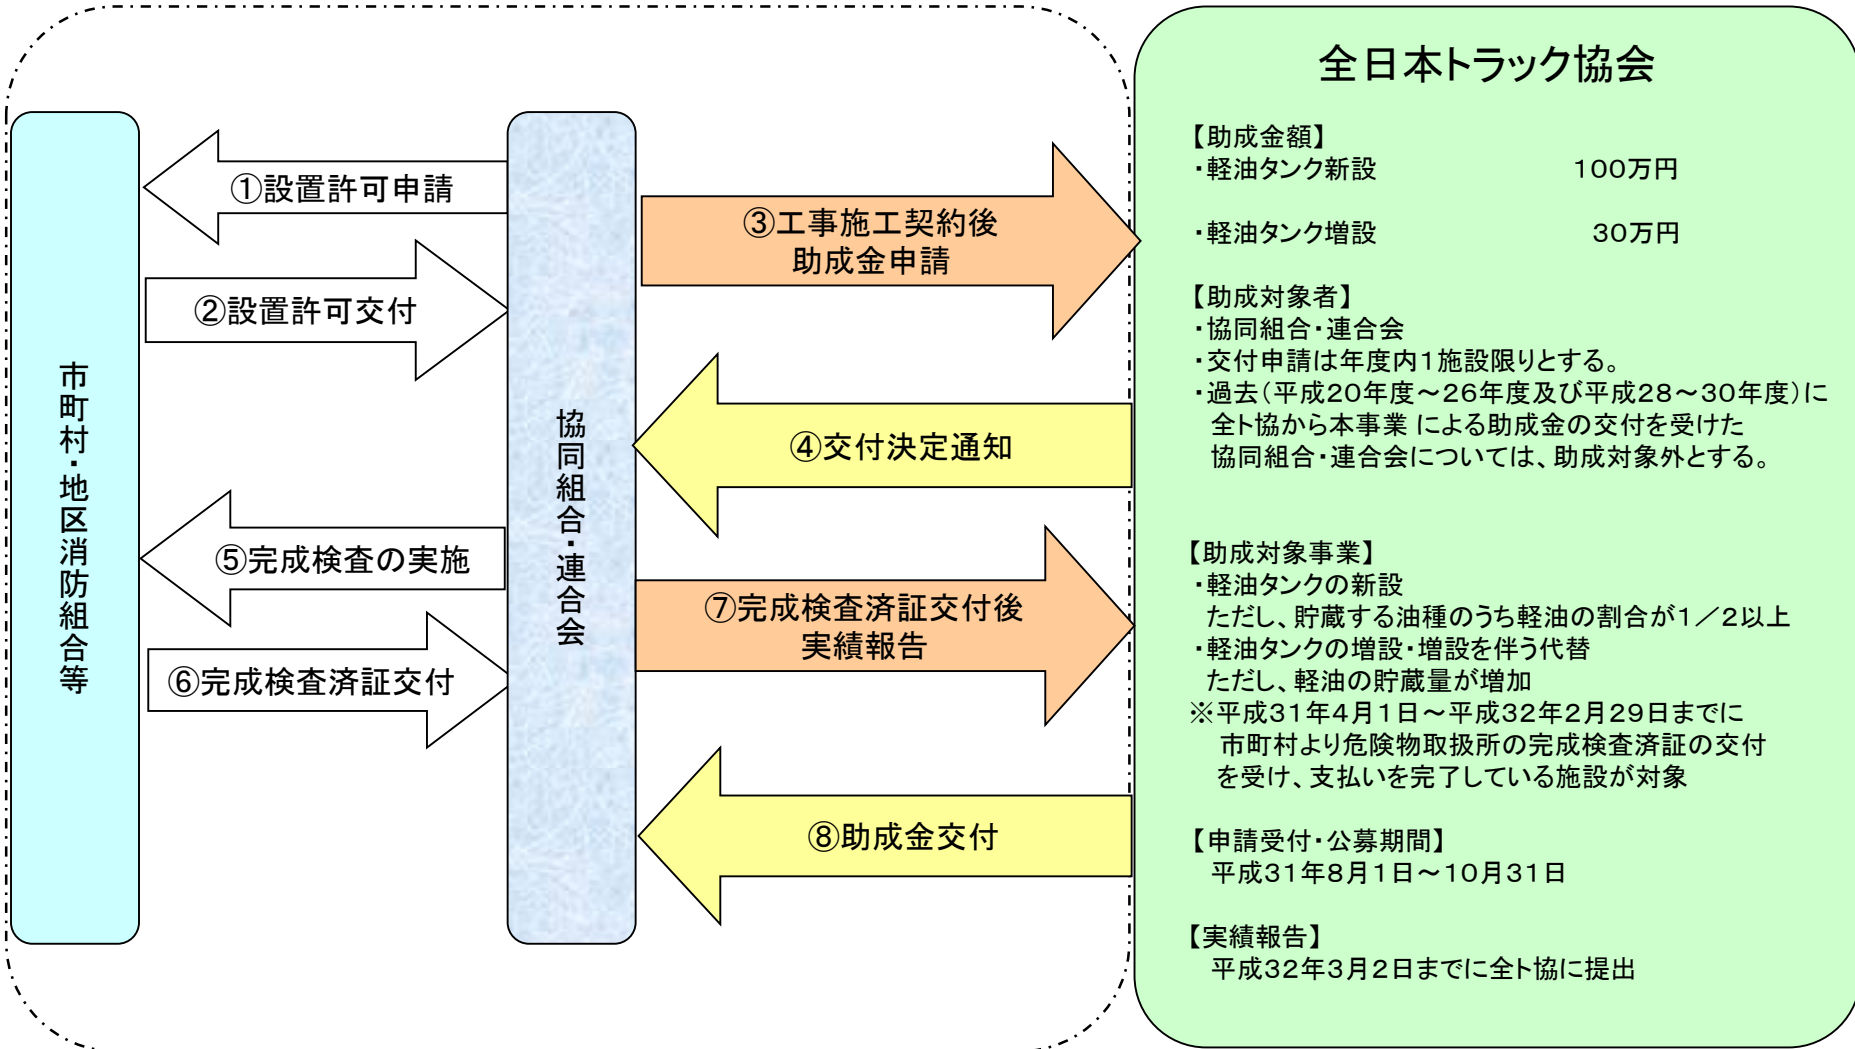 市町村・地区消防組合等
①設置許可申請
②設置許可交付
⑤完成検査の実施
⑥完成検査済証交付
協同組合・連合会
③工事施工契約後
助成金申請
④交付決定通知
⑦完成検査済証交付後
実績報告
⑧助成金交付
全日本トラック協会
【助成金額】
・軽油タンク新設　１００万円
・軽油タンク増設　３０万円
【助成対象者】
・協同組合・連合会
・交付申請は年度内１施設限りとする。
・過去（平成２０年度～２６年度及び平成２８～３０年度）に
全ト協から本事業 による助成金の交付を受けた
協同組合・連合会については、助成対象外とする。
【助成対象事業】
・軽油タンクの新設
ただし、貯蔵する油種のうち軽油の割合が１／２以上
・軽油タンクの増設・増設を伴う代替
ただし、軽油の貯蔵量が増加
※平成３１年４月１日～平成３２年２月２９日までに
市町村より危険物取扱所の完成検査済証の交付
を受け、支払いを完了している施設が対象
【申請受付・公募期間】
平成３１年８月１日～１０月３１日
【実績報告】
平成３２年３月２日までに全ト協に提出